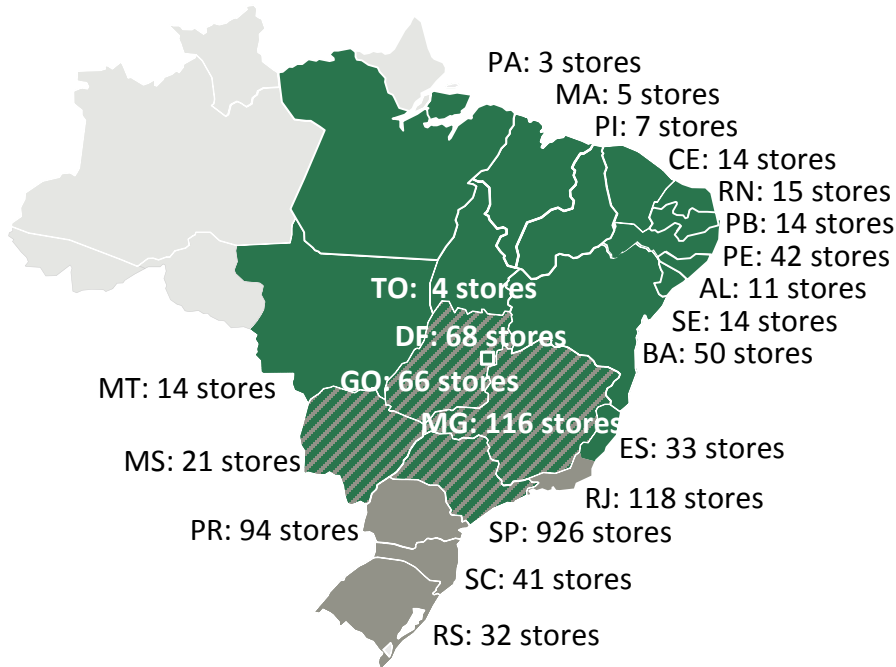 PA: 3 stores
MA: 5 stores
PI: 7 stores
CE: 14 stores
RN: 15 stores
PB: 14 stores
PE: 42 stores
TO: 4 stores
AL: 11 stores
SE: 14 stores
DF: 68 stores
BA: 50 stores
GO: 66 stores
MT: 14 stores
MG: 116 stores
ES: 33 stores
MS: 21 stores
RJ: 118 stores
PR: 94 stores
SP: 926 stores
SC: 41 stores
RS: 32 stores